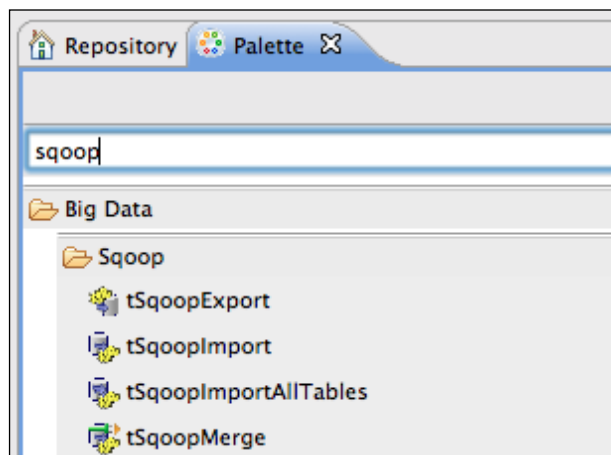 Repository Palette
sqoop
Big Data
Sqoop
tSqoopExport
tSqoopImport
tSqoopImportAllTables
tSqoopMerge